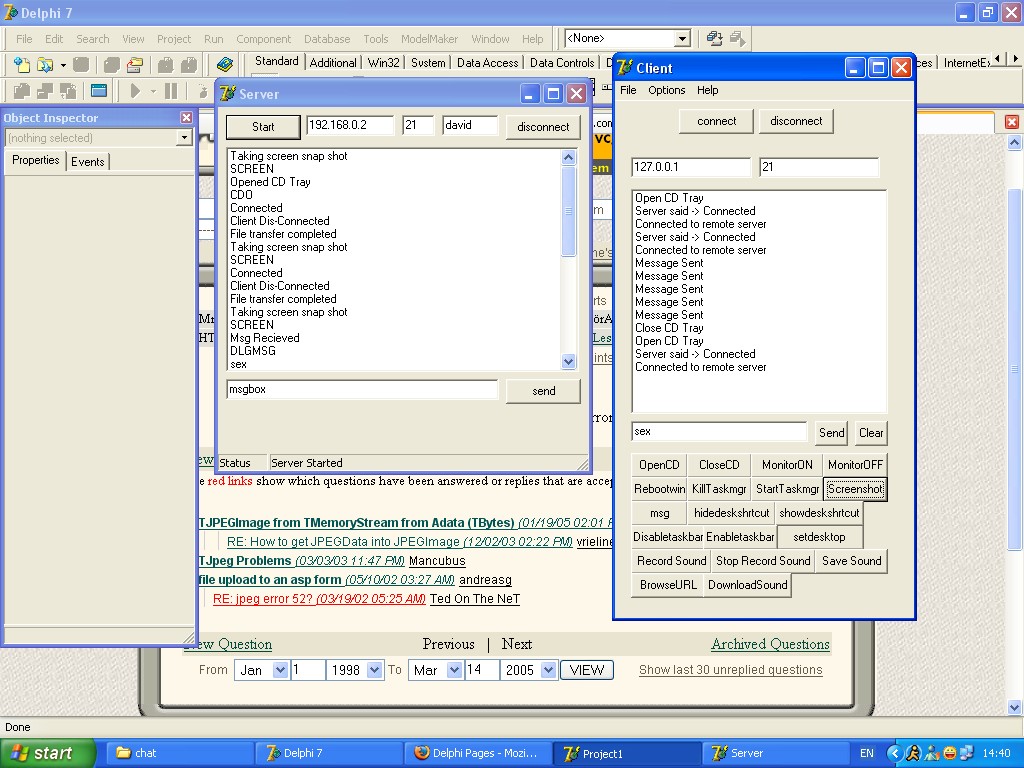 Delphi 7
File Edit Search View Project Run Component Database Tools ModelMaker Window Help <None>
Standard Additional Win32 System Data Access Data Controls
InternetE
Object Inspector
(nothing selected)
Properties Events
Server
Start 192.168.0.2 21 david disconnect
Taking screen snap shot
SCREEN
Opened CD Tray
CDO
Connected
Client Dis-Connected
File transfer completed
Taking screen snap shot
SCREEN
Connected
Client Dis-Connected
File transfer completed
Taking screen snap shot
SCREEN
Msg Recieved
DLGMSG
sex
msgbox send
Status Server Started
Client
File Options Help
connect disconnect
127.0.0.1 21
Open CD Tray
Server said -> Connected
Connected to remote server
Server said -> Connected
Connected to remote server
Message Sent
Message Sent
Message Sent
Message Sent
Message Sent
Close CD Tray
Open CD Tray
Server said -> Connected
Connected to remote server
sex Send Clear
OpenCD CloseCD MonitorON MonitorOFF
Rebootwin KillTaskmgr StartTaskmgr Screenshot
msg hidedeskshrtcut showdeskshrtcut
Disabletaskbar Enabletaskbar setdesktop
Record Sound Stop Record Sound Save Sound
BrowseURL DownloadSound
red links show which questions have been answered or replies that are acce
TJPEGImage from TMemoryStream from Adata (TBytes) (01/19/05 02:01 P
RE: How to get JPEGData into JPEGImage (12/02/03 02:22 PM) vrieline
TJpeg Problems (03/03/03 11:47 PM) Mancubus
file upload to an asp form (05/10/02 03:27 AM) andreasg
RE: jpeg error 52? (03/19/02 05:25 AM) Ted On The NeT
New Question Previous | Next Archived Questions
From Jan 1 1998 To Mar 14 2005 VIEW Show last 30 unreplied questions
Done
start chat Delphi 7 Delphi Pages - Mozi... Project1 Server EN 14:40